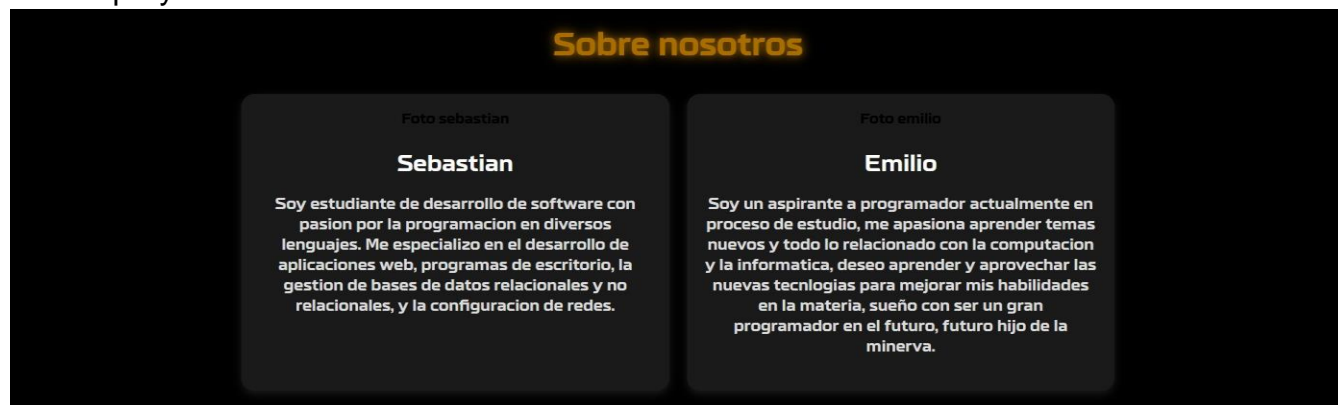 Sobre nosotros
Foto sebastian
Sebastian
Soy estudiante de desarrollo de software con
pasion por la programacion en diversos
lenguajes. Me especializo en el desarrollo de
aplicaciones web, programas de escritorio, la
gestion de bases de datos relacionales y no
relacionales, y la configuracion de redes.
Foto emilio
Emilio
Soy un aspirante a programador actualmente en
proceso de estudio, me apasiona aprender temas
nuevos y todo lo relacionado con la computacion
y la informatica, deseo aprender y aprovechar las
nuevas tecnlogias para mejorar mis habilidades
en la materia, sueño con ser un gran
programador en el futuro, futuro hijo de la
minerva.